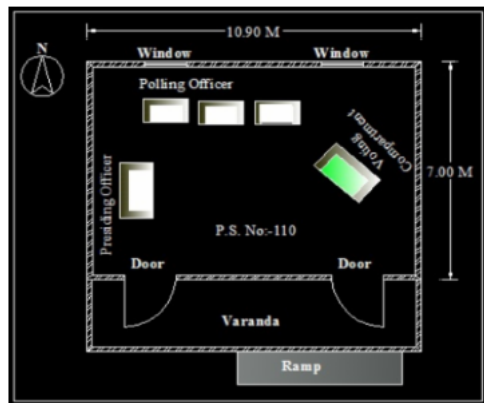 10.90 M
N
Window
Window
Polling Officer
Voting
Compartment
7.00 M
Presiding Officer
P.S. No:-110
Door
Door
Varanda
Ramp